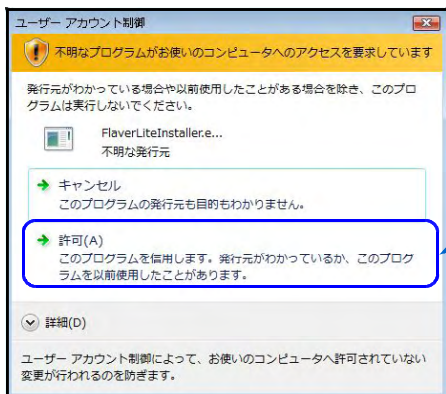 ユーザー アカウント制御
不明なプログラムがお使いのコンピュータへのアクセスを要求しています
発行元がわかっている場合や以前使用したことがある場合を除き、このプロ
グラムは実行しないでください。
FlaverLiteInstaller.e...
不明な発行元
キャンセル
このプログラムの発行元も目的もわかりません。
許可(A)
このプログラムを信用します。発行元がわかっているか、このプログ
ラムを以前使用したことがあります。
詳細(D)
ユーザー アカウント制御によって、お使いのコンピュータへ許可されていない
変更が行われるのを防ぎます。